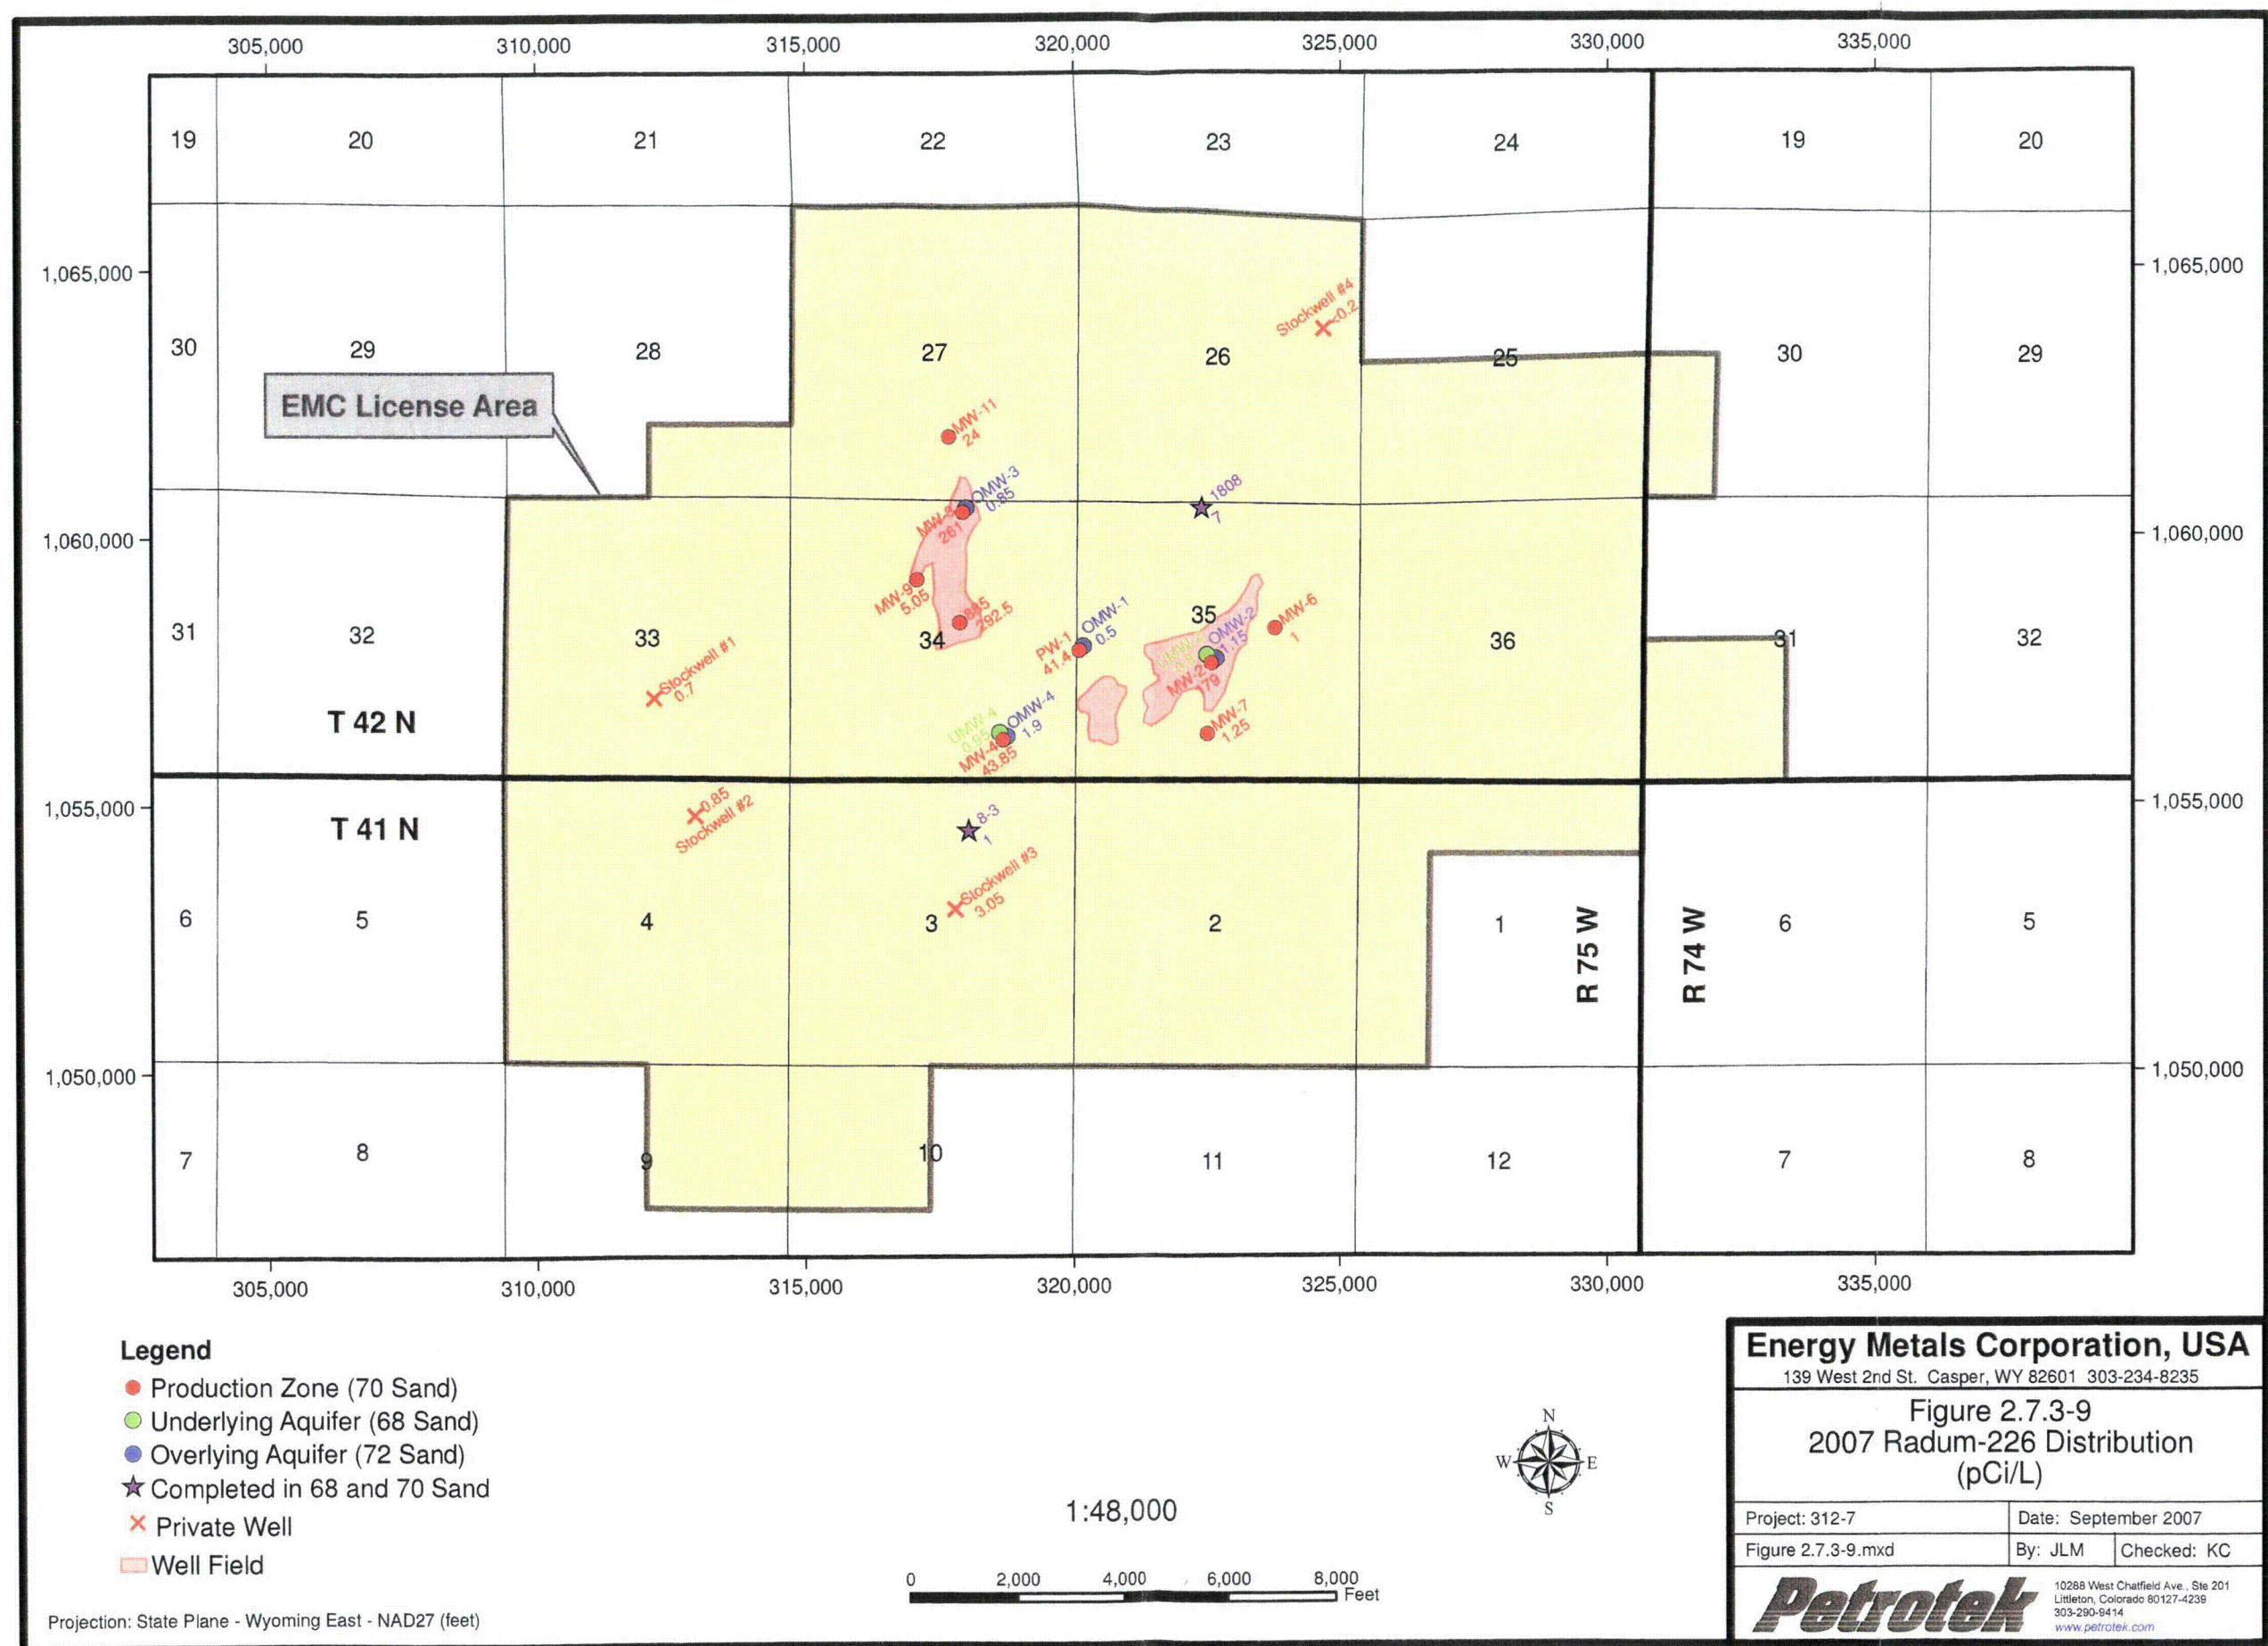 305,000 310,000 315,000 320,000 325,000 330,000 335,000
19 20 21 22 23 24 19 20
1,065,000 1,065,000
Stockwell #4
<0.2
30 29 28 27 26 25 30 29
EMC License Area
MW-11
24
OMW-3
0.85
1808
7
MW-8
261
1,060,000 1,060,000
MW-9
5.05
885
292.5
OMW-1
0.5
PW-1
41.4
35
OMW-2
1.15
MW-2
79
MW-6
1
31 32 33 34 36 31 32
Stockwell #1
0.7
T 42 N
UMW-4
0.95
OMW-4
1.9
MW-4
43.85
MW-7
1.25
1,055,000 1,055,000
T 41 N
0.85
Stockwell #2
8-3
1
Stockwell #3
3.05
6 5 4 3 2 1 6 5
R 75 W
R 74 W
1,050,000 1,050,000
7 8 9 10 11 12 7 8
305,000 310,000 315,000 320,000 325,000 330,000 335,000
Legend
Production Zone (70 Sand)
Underlying Aquifer (68 Sand)
Overlying Aquifer (72 Sand)
Completed in 68 and 70 Sand
Private Well
Well Field
Projection: State Plane - Wyoming East - NAD27 (feet)
1:48,000
0 2,000 4,000 6,000 8,000
Feet
N
W E
S
Energy Metals Corporation, USA
139 West 2nd St. Casper, WY 82601 303-234-8235
Figure 2.7.3-9
2007 Radum-226 Distribution
(pCi/L)
Project: 312-7
Date: September 2007
Figure 2.7.3-9.mxd
By: JLM
Checked: KC
Petrotek
10288 West Chatfield Ave., Ste 201
Littleton, Colorado 80127-4239
303-290-9414
www.petrotek.com